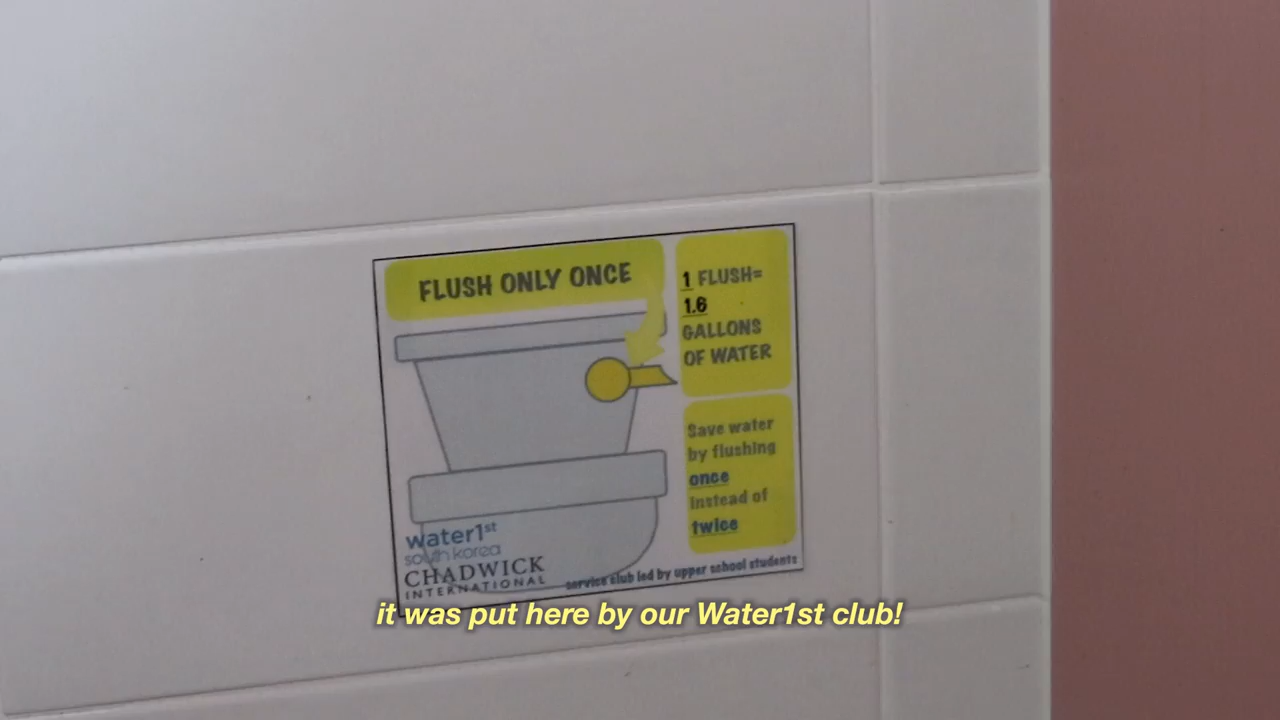 FLUSH ONLY ONCE
1 FLUSH=
1.6
GALLONS
OF WATER
Save water
by flushing
once
instead of
twice
water1st
south korea
CHADWICK
INTERNATIONAL
service club led by upper school students
it was put here by our Water1st club!